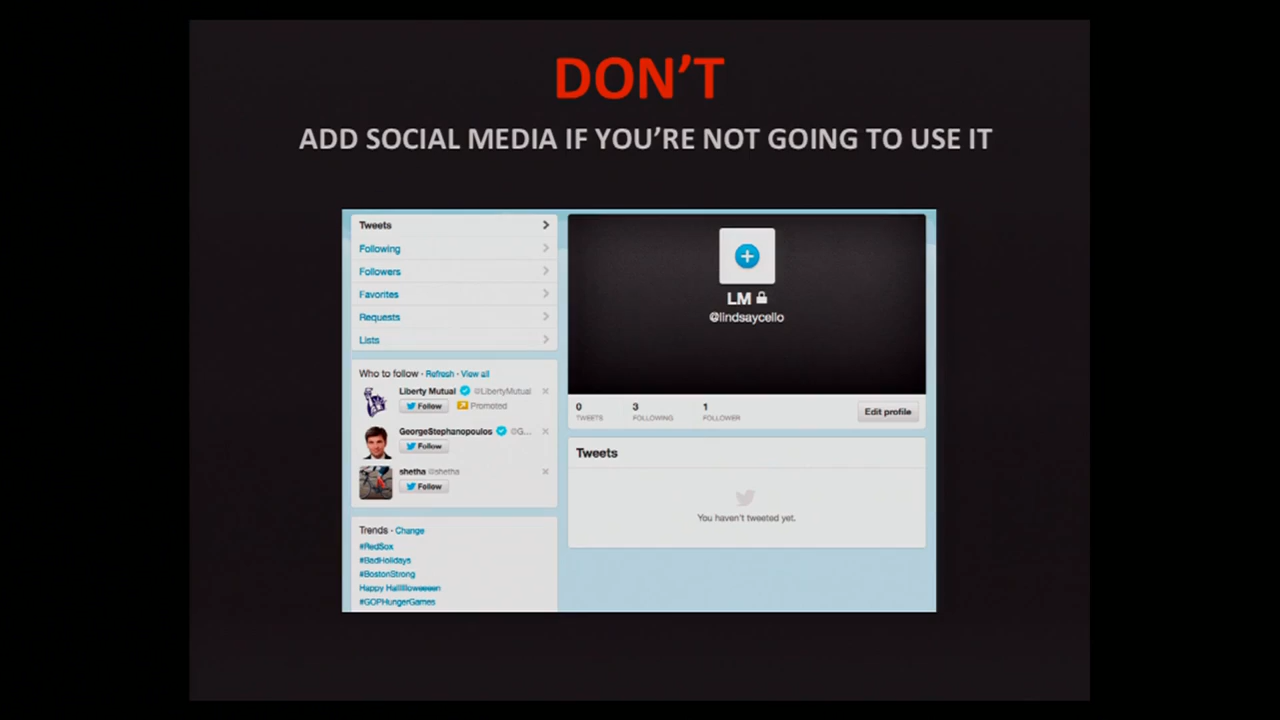 DON'T
ADD SOCIAL MEDIA IF YOU'RE NOT GOING TO USE IT
Tweets
Following
Followers
Favorites
Requests
Lists
Who to follow · Refresh · View all
Liberty Mutual @LibertyMutual
Follow Promoted
GeorgeStephanopoulos @G...
Follow
shetha @shetha
Follow
Trends · Change
#RedSox
#BadHolidays
#BostonStrong
#GOPHungerGames
LM
@lindsaycello
0 TWEETS
3 FOLLOWING
1 FOLLOWER
Edit profile
Tweets
You haven't tweeted yet.